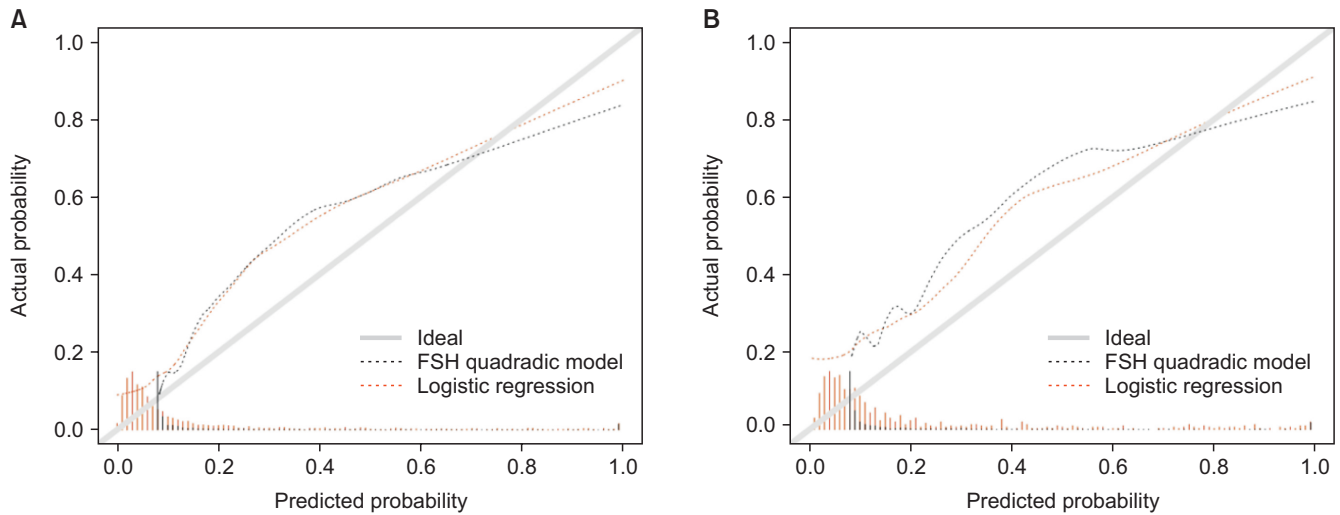 A
1.0
0.8
0.6
0.4
0.2
0.0
Actual probability
Ideal
FSH quadradic model
Logistic regression
0.0 0.2 0.4 0.6 0.8 1.0
Predicted probability
B
1.0
0.8
0.6
0.4
0.2
0.0
Actual probability
Ideal
FSH quadradic model
Logistic regression
0.0 0.2 0.4 0.6 0.8 1.0
Predicted probability